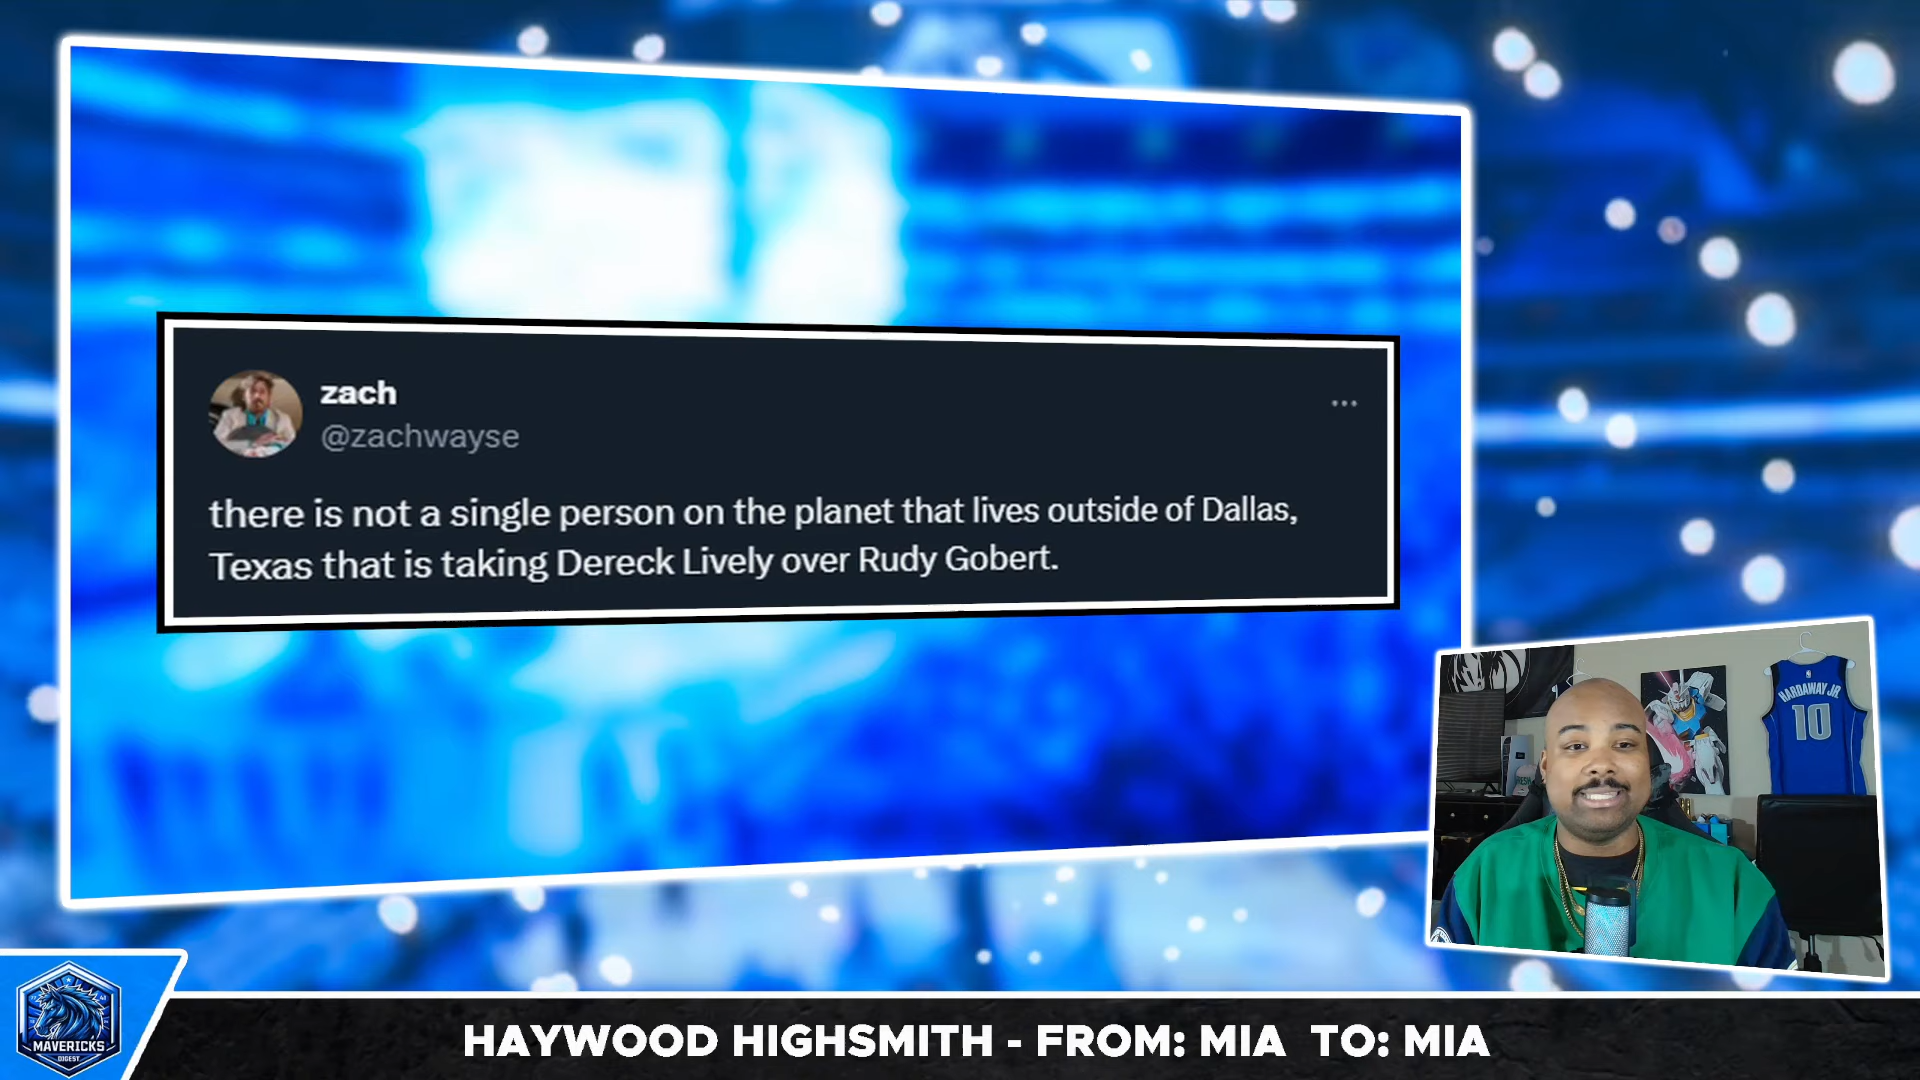 zach
@zachwayse
there is not a single person on the planet that lives outside of Dallas,
Texas that is taking Dereck Lively over Rudy Gobert.
HARDAWAY JR.
10
MAVERICKS
DIGEST
HAYWOOD HIGHSMITH - FROM: MIA TO: MIA